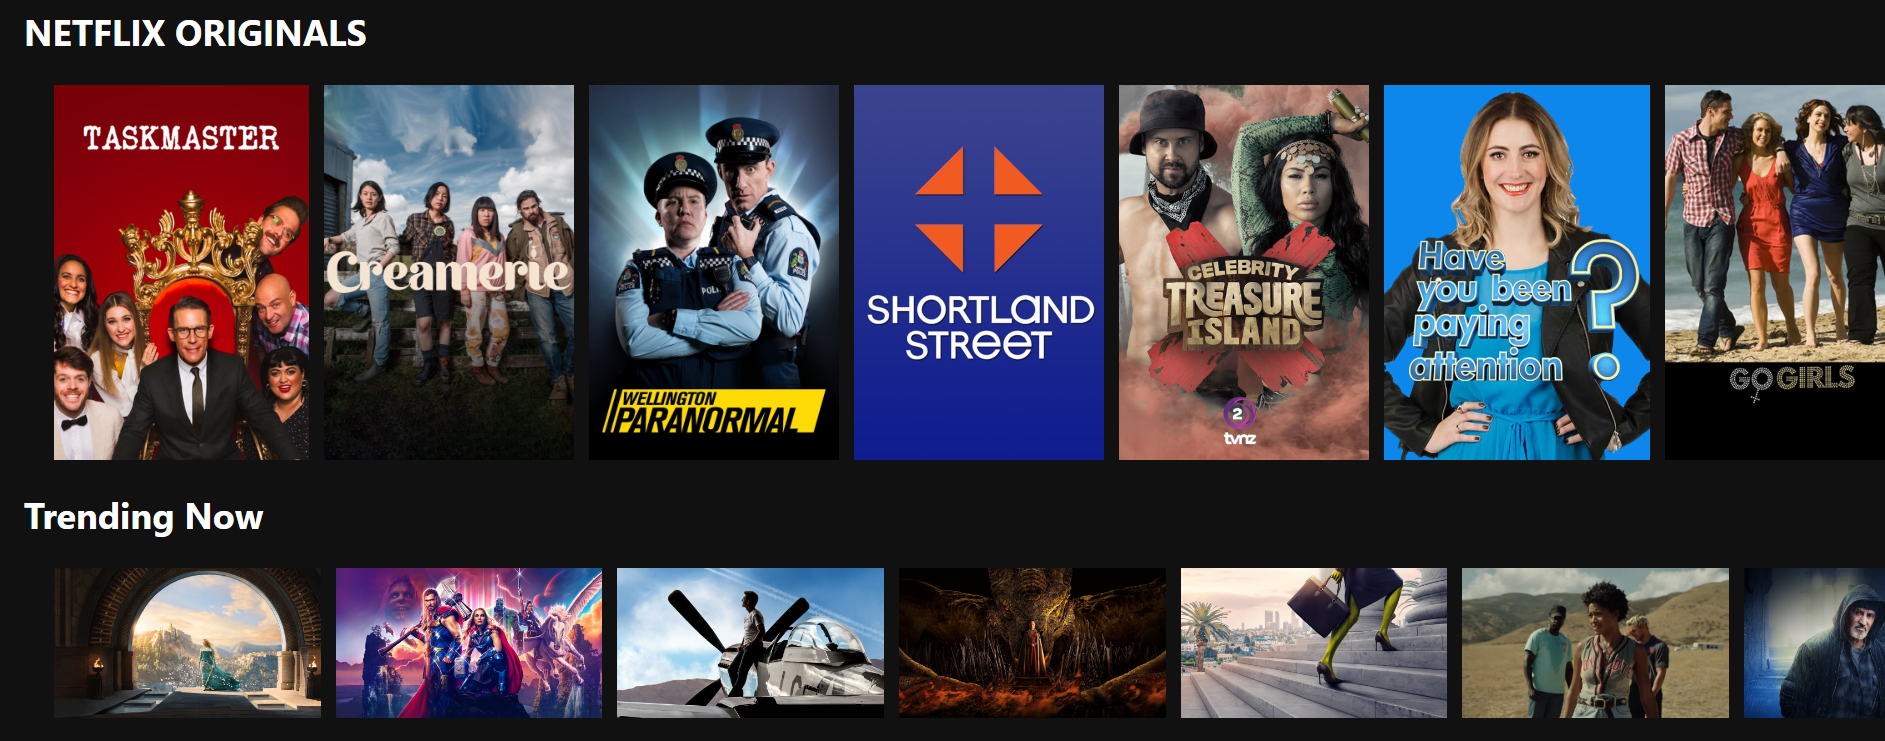 NETFLIX ORIGINALS
TASKMASTER
Creamerie
POLI
WELLINGTON
PARANORMAL
SHORTLAND
STREET
CELEBRITY
TREASURE
ISLAND
2
tvnz
Have
you been
paying
attention
?
GO GIRLS
Trending Now